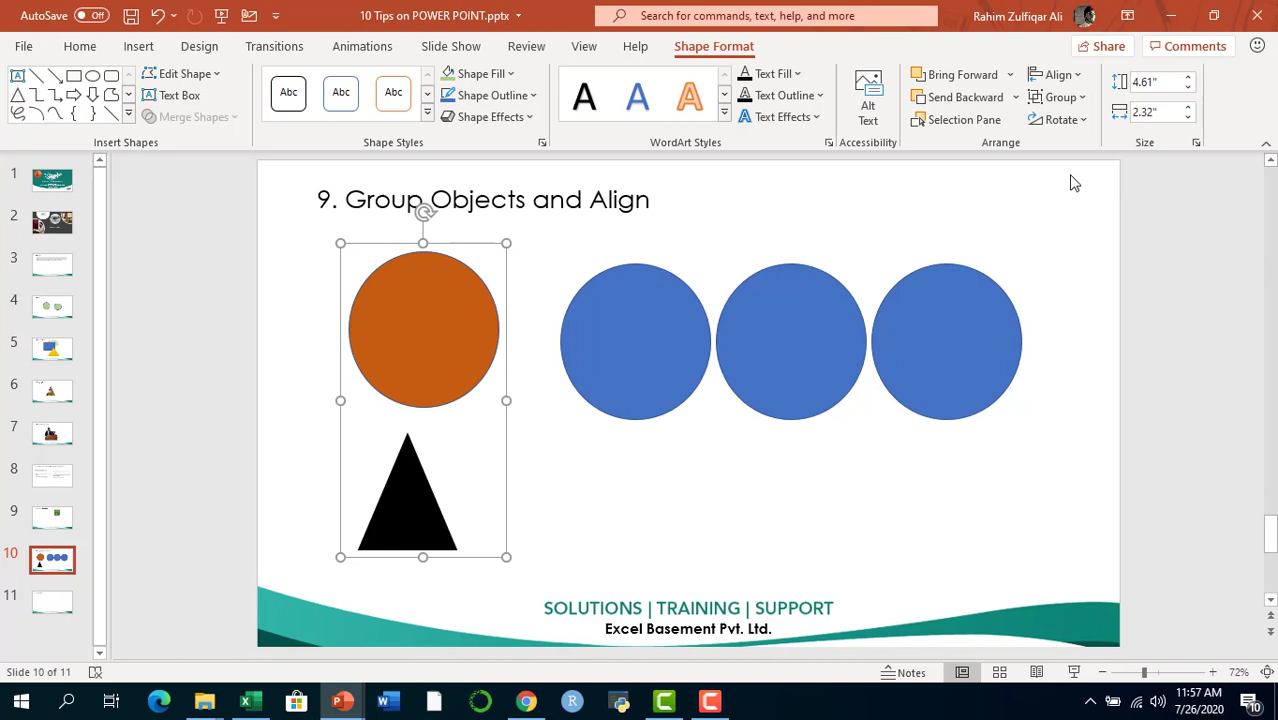 AutoSave Off
10 Tips on POWER POINT.pptx
Search for commands, text, help, and more
Rahim Zulfiqar Ali
File Home Insert Design Transitions Animations Slide Show Review View Help Shape Format Share Comments
Edit Shape
Text Box
Merge Shapes
Insert Shapes
Abc Abc Abc
Shape Fill
Shape Outline
Shape Effects
Shape Styles
A A A
Text Fill
Text Outline
Text Effects
WordArt Styles
Alt
Text
Accessibility
Bring Forward
Send Backward
Selection Pane
Align
Group
Rotate
Arrange
4.61"
2.32"
Size
1
2
3
4
5
6
7
8
9
10
11
9. Group Objects and Align
SOLUTIONS | TRAINING | SUPPORT
Excel Basement Pvt. Ltd.
Slide 10 of 11
Notes
72%
11:57 AM
7/26/2020
10